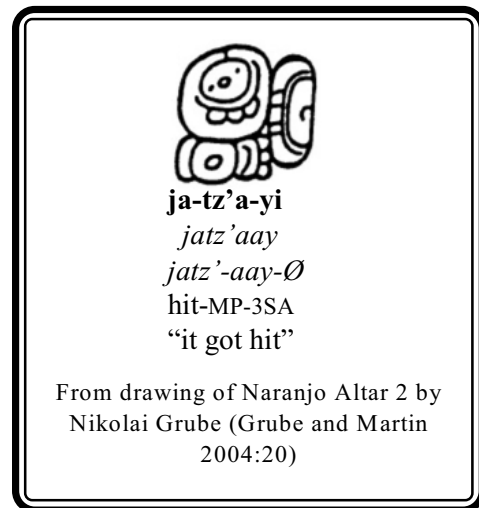 ja-tz’a-yi
jatz’aay
jatz’-aay-Ø
hit-MP-3SA
“it got hit”
From drawing of Naranjo Altar 2 by
Nikolai Grube (Grube and Martin
2004:20)